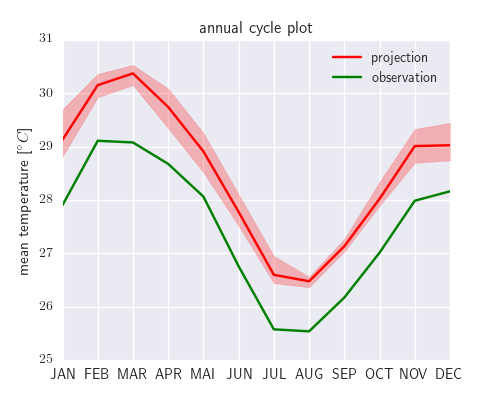 annual cycle plot
31
30
29
28
27
26
25
mean temperature [°C]
projection
observation
JAN FEB MAR APR MAI JUN JUL AUG SEP OCT NOV DEC